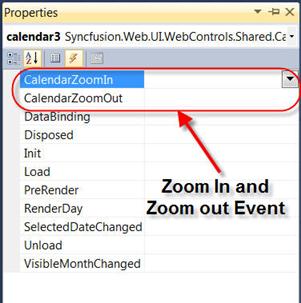 Properties
calendar3 Syncfusion.Web.UI.WebControls.Shared.Ca
CalendarZoomIn
CalendarZoomOut
DataBinding
Disposed
Init
Load
PreRender
RenderDay
SelectedDateChanged
Unload
VisibleMonthChanged
Zoom In and
Zoom out Event